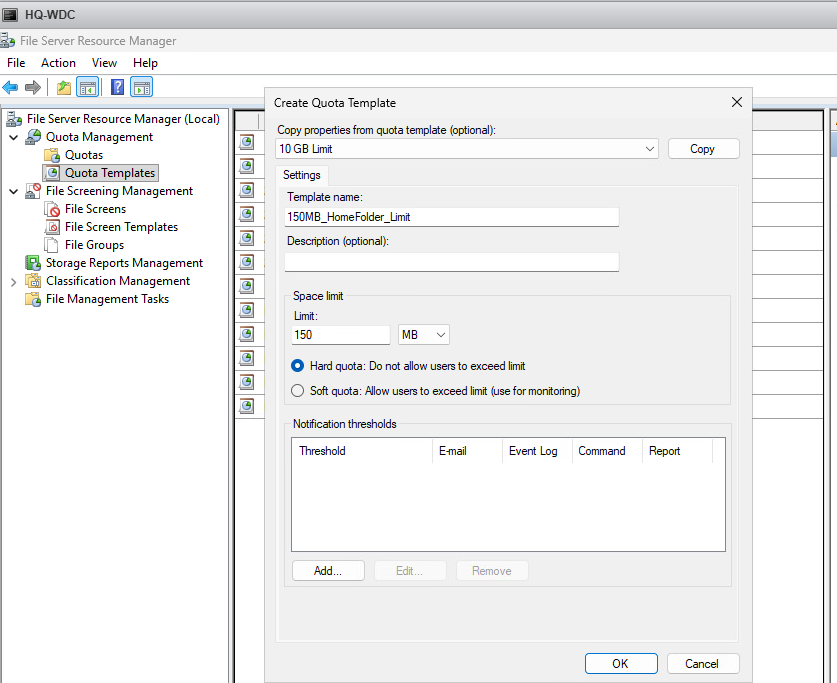 HQ-WDC
File Server Resource Manager
File Action View Help
File Server Resource Manager (Local)
Quota Management
Quotas
Quota Templates
File Screening Management
File Screens
File Screen Templates
File Groups
Storage Reports Management
Classification Management
File Management Tasks
Create Quota Template
Copy properties from quota template (optional):
10 GB Limit Copy
Settings
Template name:
150MB_HomeFolder_Limit
Description (optional):
Space limit
Limit:
150 MB
Hard quota: Do not allow users to exceed limit
Soft quota: Allow users to exceed limit (use for monitoring)
Notification thresholds
Threshold E-mail Event Log Command Report
Add... Edit... Remove
OK Cancel